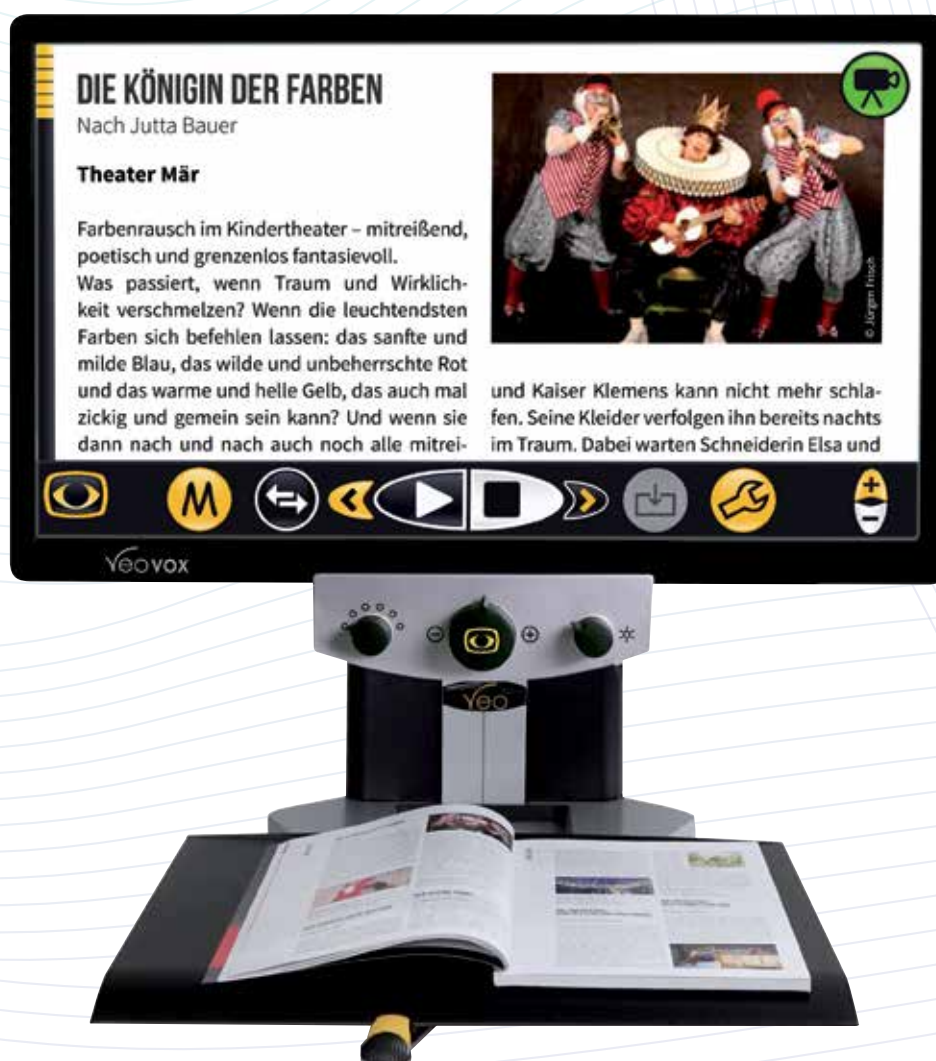 DIE KÖNIGIN DER FARBEN
Nach Jutta Bauer
Theater Mär
Farbenrausch im Kindertheater – mitreißend,
poetisch und grenzenlos fantasievoll.
Was passiert, wenn Traum und Wirklich-
keit verschmelzen? Wenn die leuchtendsten
Farben sich befehlen lassen: das sanfte und
milde Blau, das wilde und unbeherrschte Rot
und das warme und helle Gelb, das auch mal
zickig und gemein sein kann? Und wenn sie
dann nach und nach auch noch alle mitrei-
© Jürgen Frisch
und Kaiser Klemens kann nicht mehr schla-
fen. Seine Kleider verfolgen ihn bereits nachts
im Traum. Dabei warten Schneiderin Elsa und
M
+
−
Veovox
− +
Veo